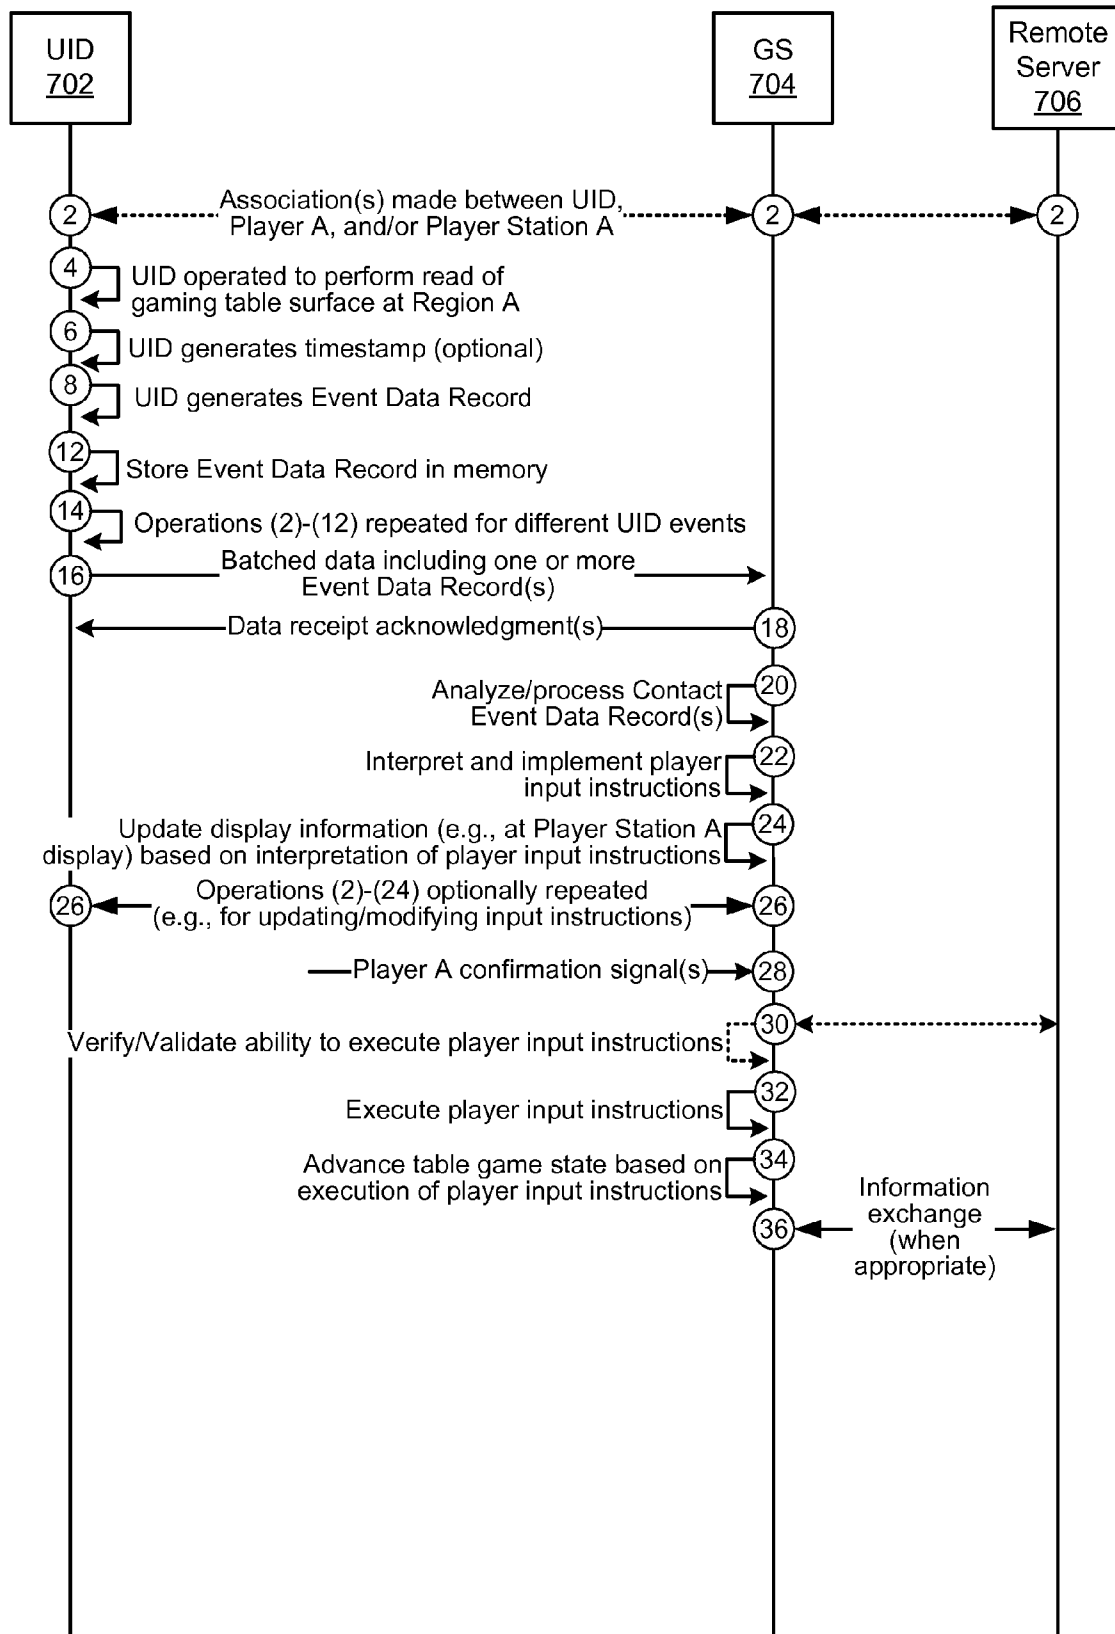 UID
702
GS
704
Remote
Server
706
2
Association(s) made between UID,
Player A, and/or Player Station A
2
2
4
UID operated to perform read of
gaming table surface at Region A
6
UID generates timestamp (optional)
8
UID generates Event Data Record
12
Store Event Data Record in memory
14
Operations (2)-(12) repeated for different UID events
16
Batched data including one or more
Event Data Record(s)
Data receipt acknowledgment(s)
18
Analyze/process Contact
Event Data Record(s)
20
Interpret and implement player
input instructions
22
Update display information (e.g., at Player Station A
display) based on interpretation of player input instructions
24
26
Operations (2)-(24) optionally repeated
(e.g., for updating/modifying input instructions)
26
Player A confirmation signal(s)
28
30
Verify/Validate ability to execute player input instructions
32
Execute player input instructions
34
Advance table game state based on
execution of player input instructions
36
Information
exchange
(when
appropriate)